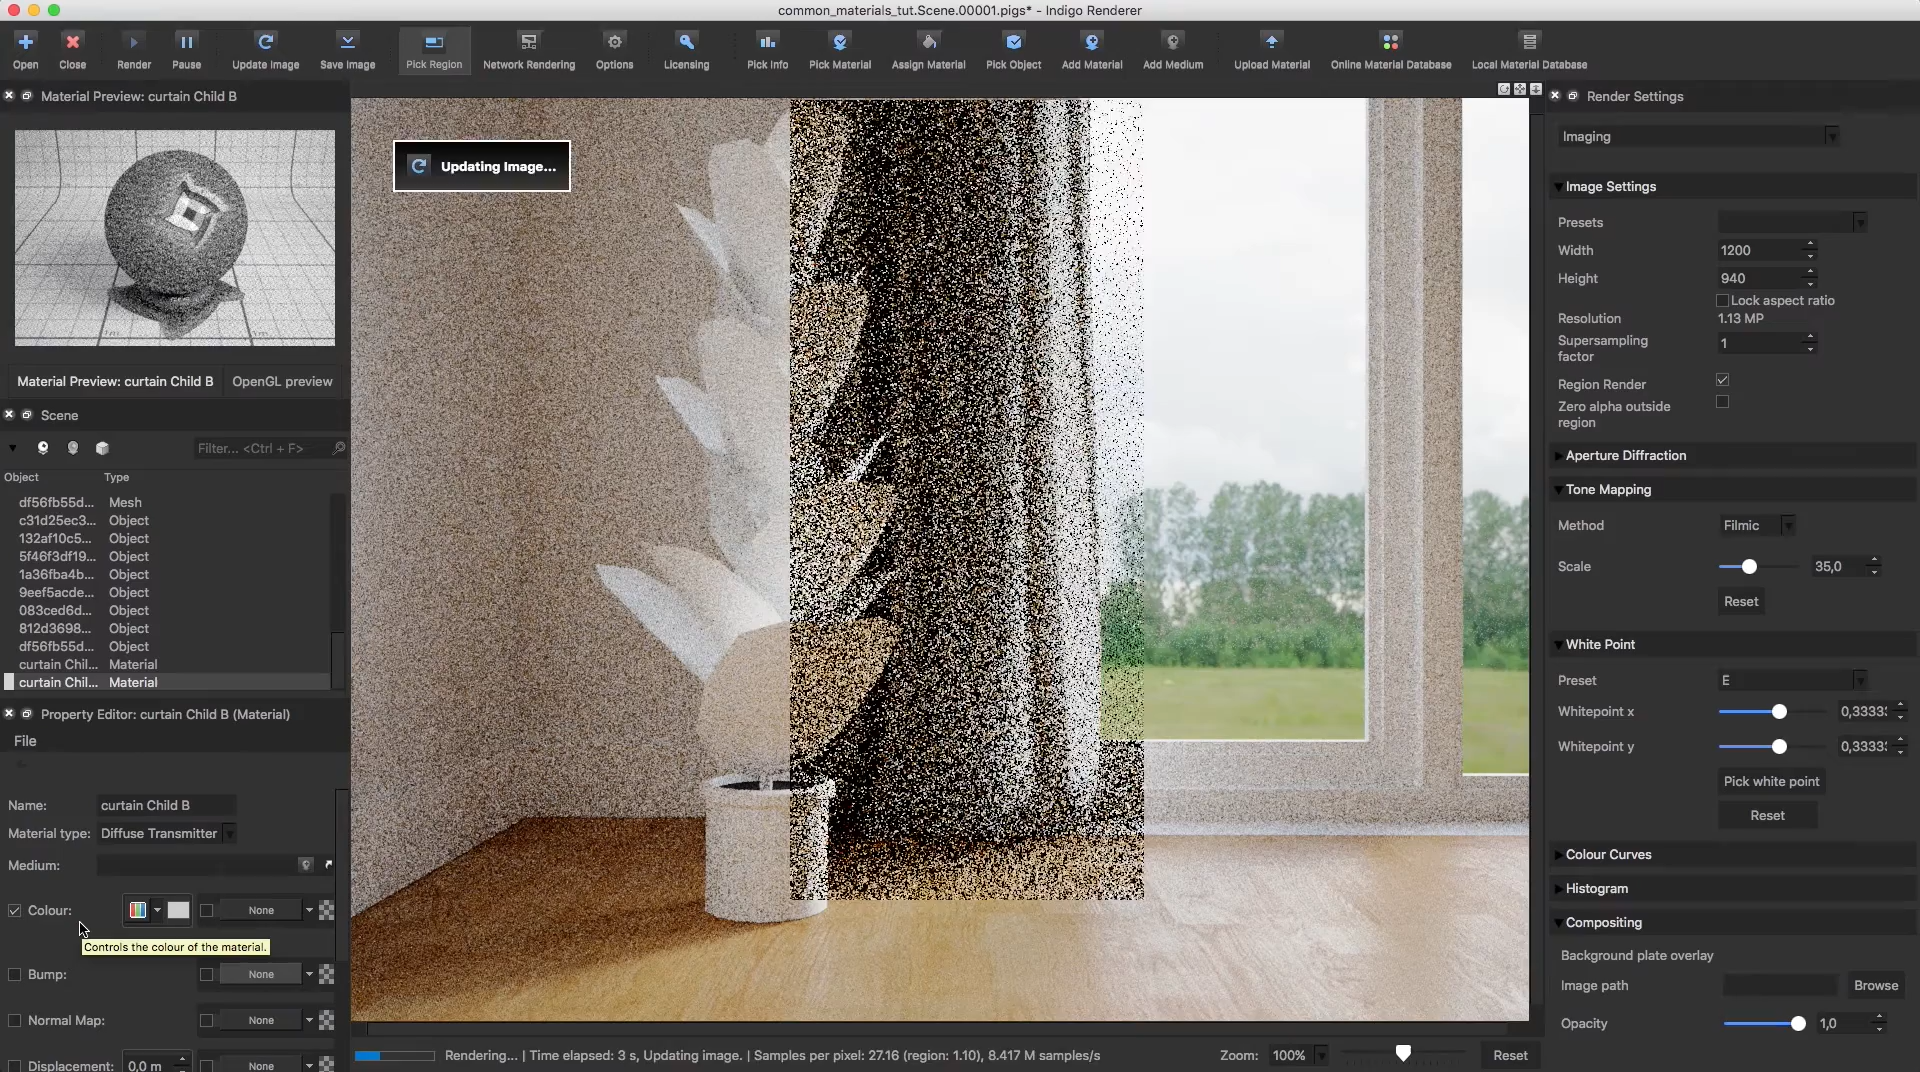 common_materials_tut.Scene.00001.pigs* - Indigo Renderer
Open
Close
Render
Pause
Update Image
Save Image
Pick Region
Network Rendering
Options
Licensing
Pick Info
Pick Material
Assign Material
Pick Object
Add Material
Add Medium
Upload Material
Online Material Database
Local Material Database
Material Preview: curtain Child B
Material Preview: curtain Child B
OpenGL preview
Scene
Filter... <Ctrl + F>
Object Type
df56fb55d... Mesh
c31d25ec3... Object
132af10c5... Object
5f46f3df19... Object
1a36fba4b... Object
9eef5acde... Object
083ced6d... Object
812d3698... Object
df56fb55d... Object
curtain Chil... Material
curtain Chil... Material
Property Editor: curtain Child B (Material)
File
Name: curtain Child B
Material type: Diffuse Transmitter
Medium:
Colour: None
Controls the colour of the material.
Bump: None
Normal Map: None
Displacement: 0,0 m None
Updating Image...
Rendering... | Time elapsed: 3 s, Updating image. | Samples per pixel: 27.16 (region: 1.10), 8.417 M samples/s
Zoom: 100% Reset
Render Settings
Imaging
Image Settings
Presets
Width 1200
Height 940
Lock aspect ratio
Resolution 1.13 MP
Supersampling
factor 1
Region Render
Zero alpha outside
region
Aperture Diffraction
Tone Mapping
Method Filmic
Scale 35,0
Reset
White Point
Preset E
Whitepoint x 0,3333
Whitepoint y 0,3333
Pick white point
Reset
Colour Curves
Histogram
Compositing
Background plate overlay
Image path Browse
Opacity 1,0